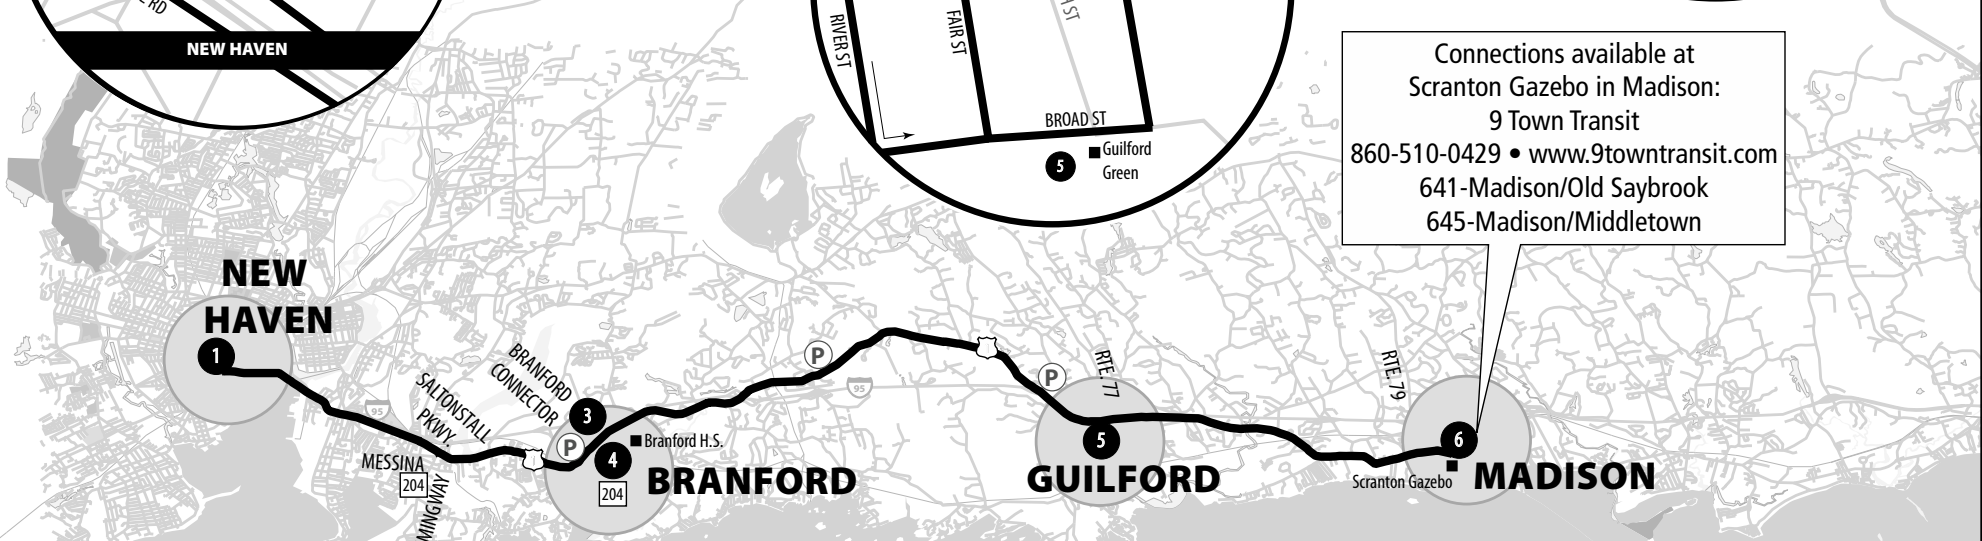 RD
NEW HAVEN
RIVER ST
FAIR ST
ST
BROAD ST
5
Guilford
Green
Connections available at
Scranton Gazebo in Madison:
9 Town Transit
860-510-0429 • www.9towntransit.com
641-Madison/Old Saybrook
645-Madison/Middletown
NEW
HAVEN
1
95
SALTONSTALL
PKWY.
BRANFORD
CONNECTOR
MESSINA
204
MINGWAY
3
P
4
204
Branford H.S.
BRANFORD
P
95
P
RTE. 77
5
GUILFORD
RTE. 79
6
Scranton Gazebo
MADISON